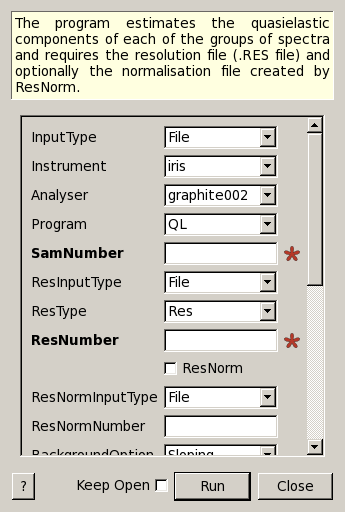 The program estimates the quasielastic
components of each of the groups of spectra
and requires the resolution file (.RES file) and
optionally the normalisation file created by
ResNorm.
InputType File
Instrument iris
Analyser graphite002
Program QL
SamNumber
ResInputType File
ResType Res
ResNumber
ResNorm
ResNormInputType File
ResNormNumber
BackgroundOption Sloping
? Keep Open Run Close